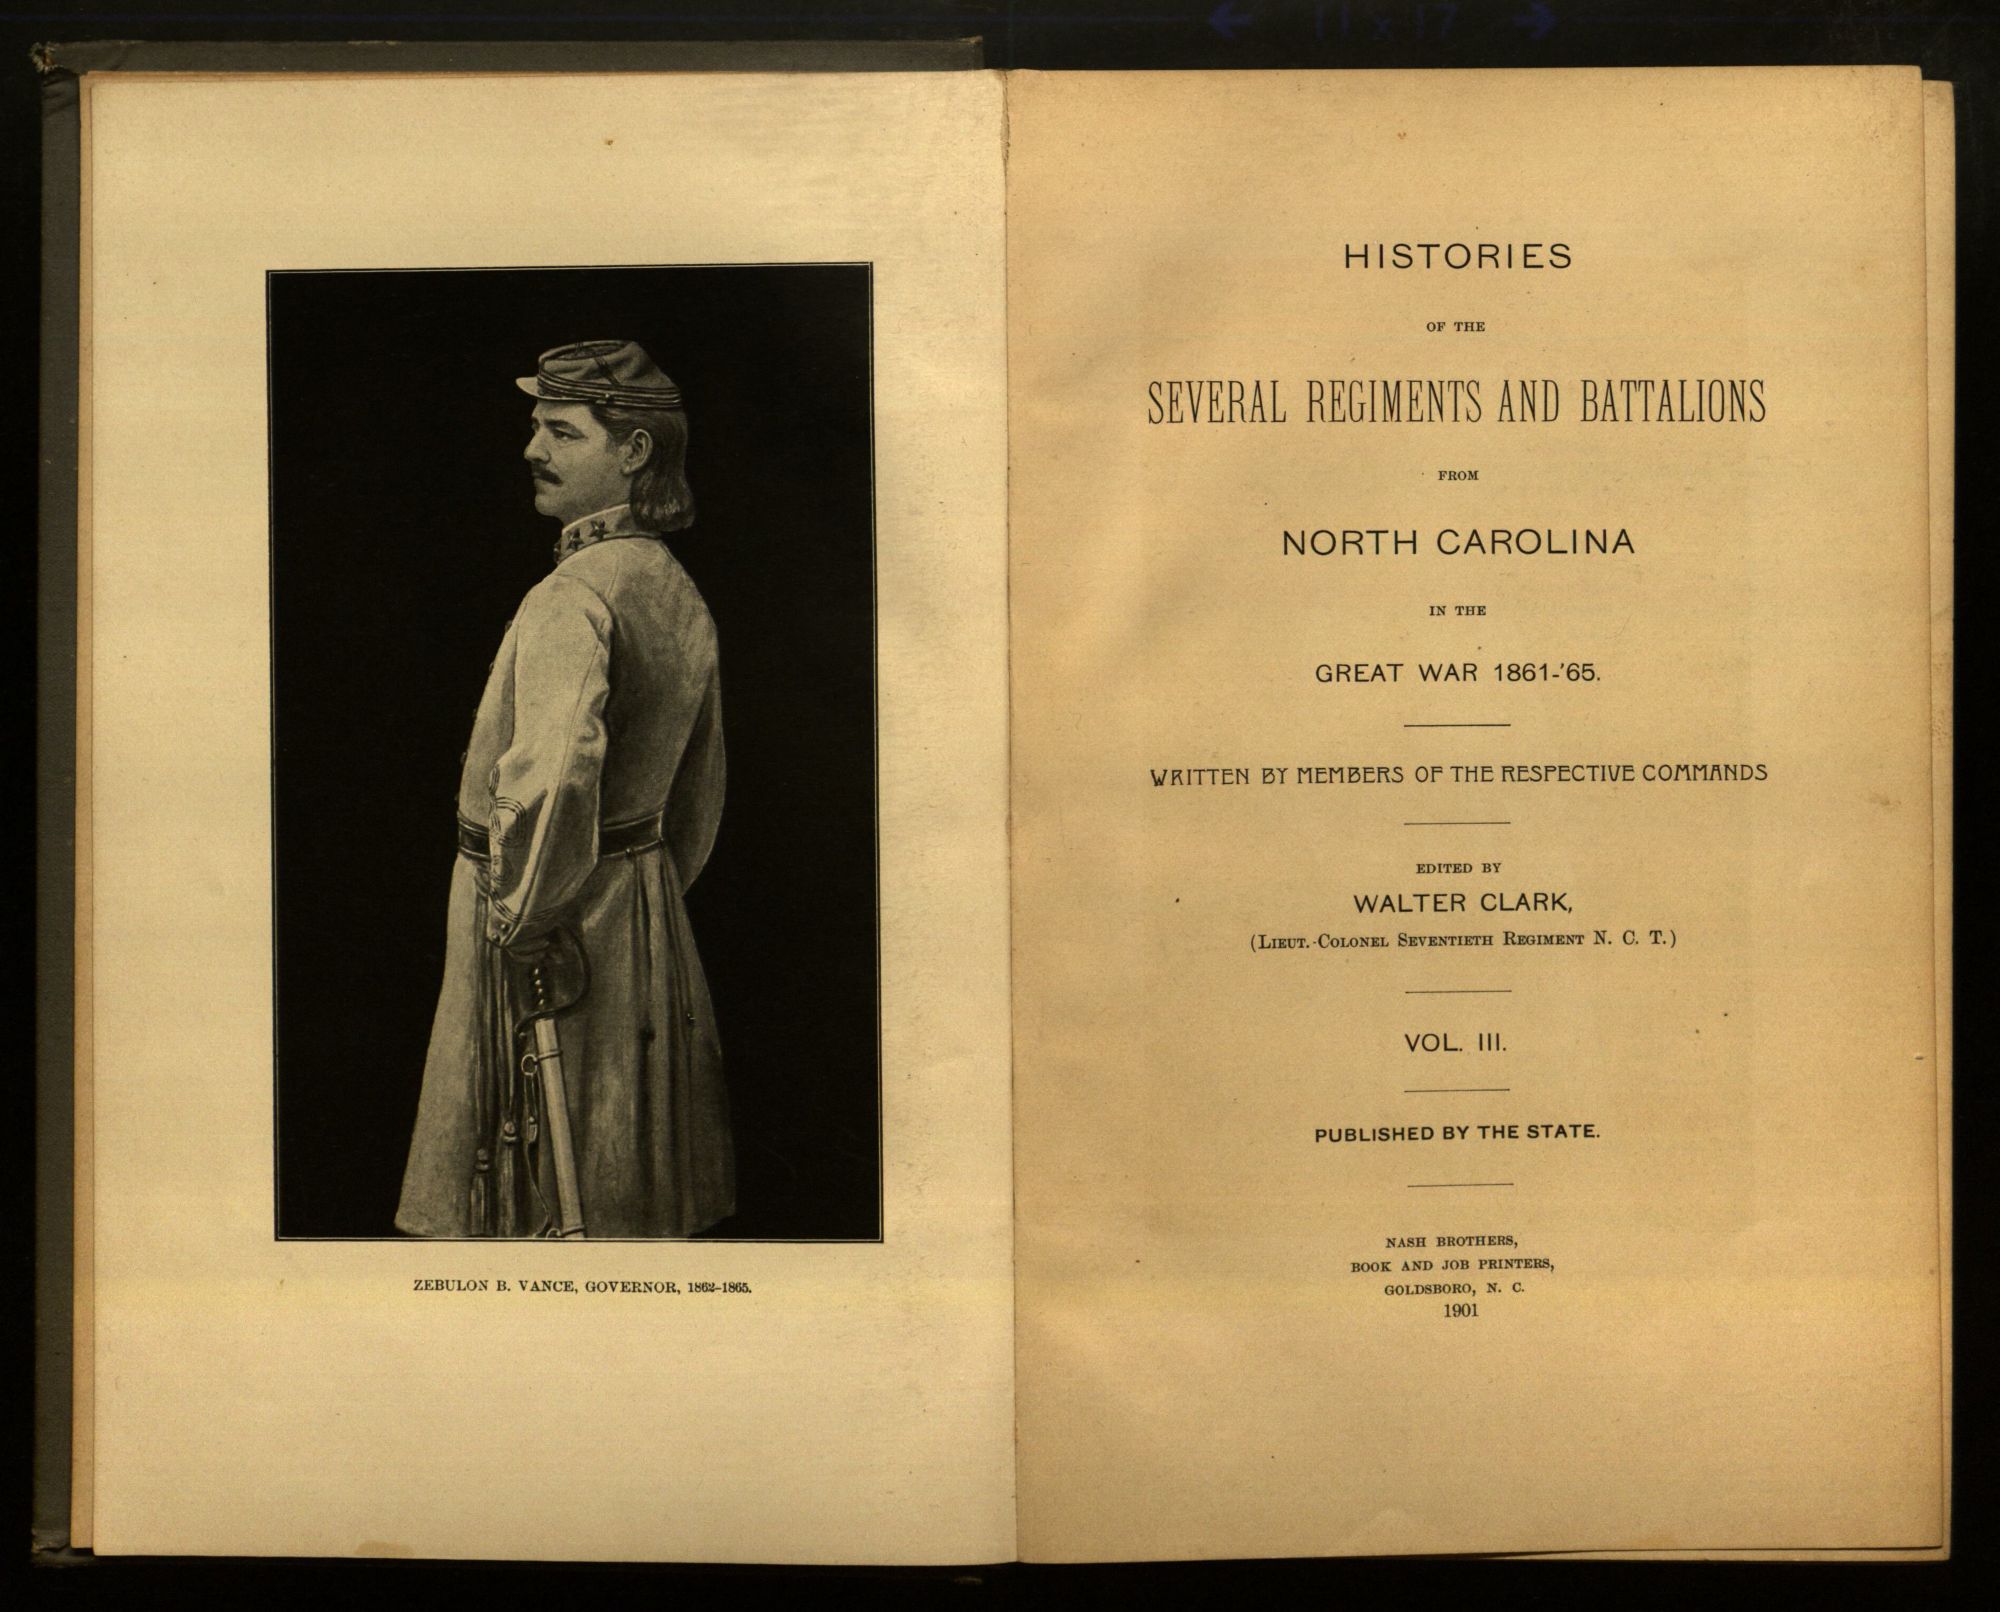 ← 11 x 17 →
ZEBULON B. VANCE, GOVERNOR, 1862-1865.
HISTORIES
OF THE
SEVERAL REGIMENTS AND BATTALIONS
FROM
NORTH CAROLINA
IN THE
GREAT WAR 1861-'65.
WRITTEN BY MEMBERS OF THE RESPECTIVE COMMANDS
EDITED BY
WALTER CLARK,
(LIEUT.-COLONEL SEVENTIETH REGIMENT N. C. T.)
VOL. III.
PUBLISHED BY THE STATE.
NASH BROTHERS,
BOOK AND JOB PRINTERS,
GOLDSBORO, N. C.
1901